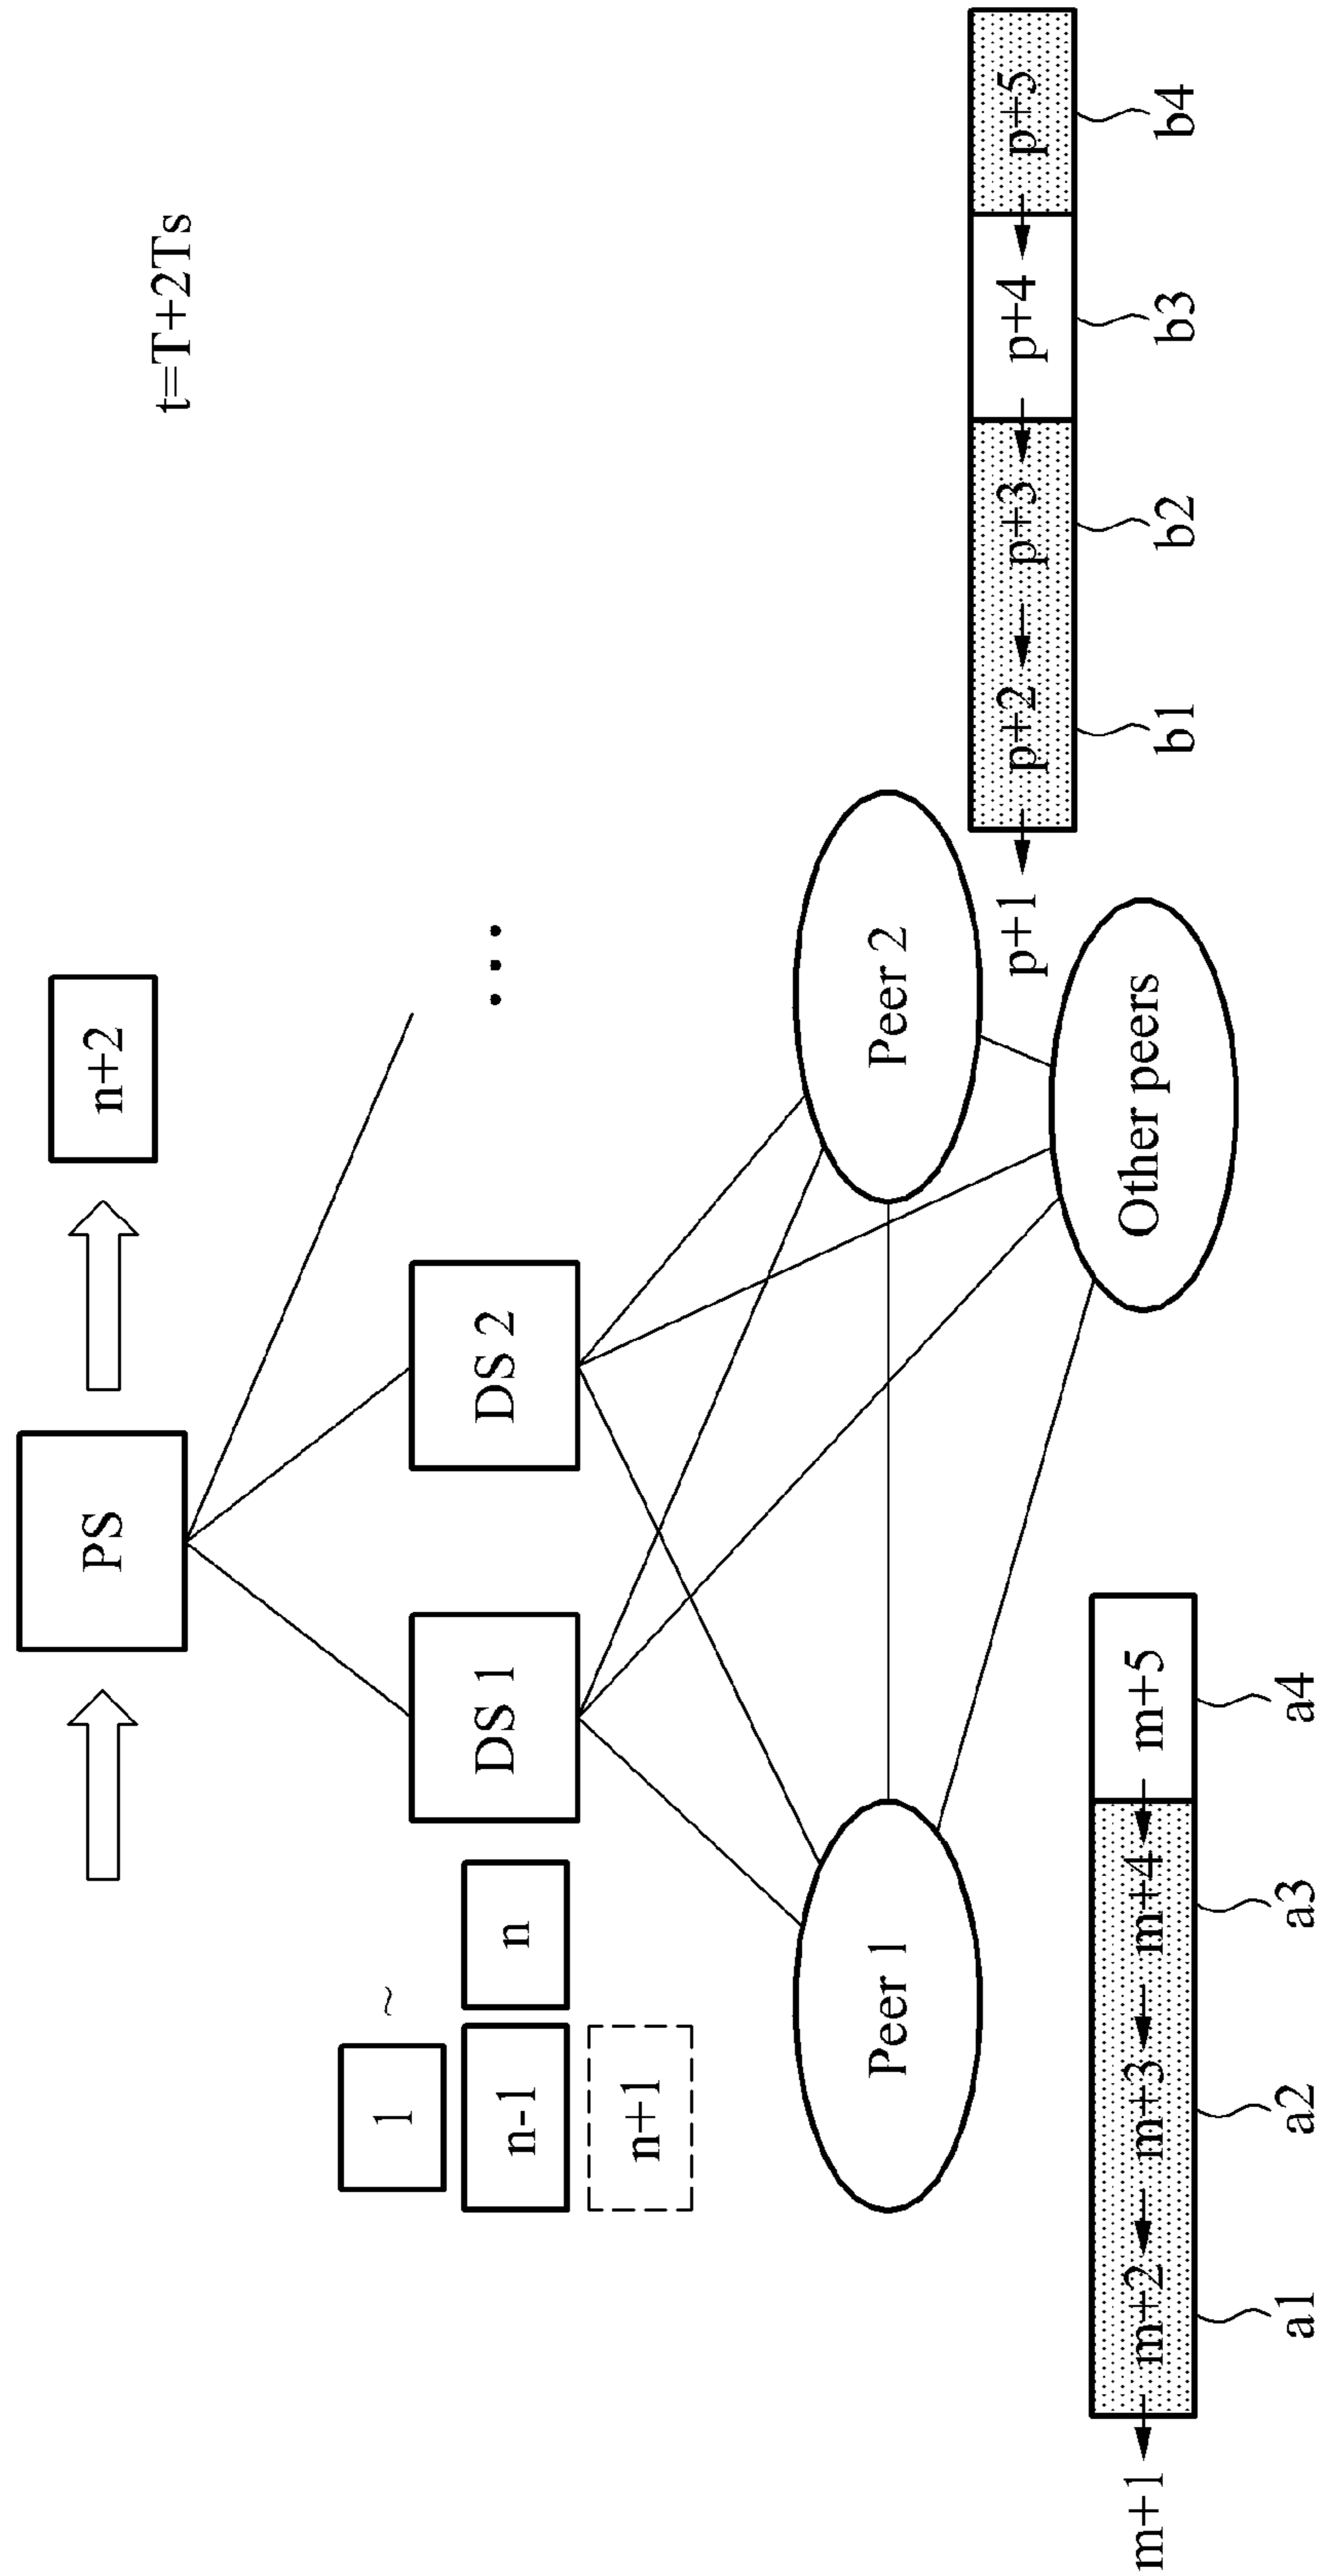 t=T+2Ts
PS
n+2
DS 1
DS 2
...
1
~
n-1
n
n+1
Peer 1
Peer 2
Other peers
m+1
m+2
m+3
m+4
m+5
a1
a2
a3
a4
p+1
p+2
p+3
p+4
p+5
b1
b2
b3
b4